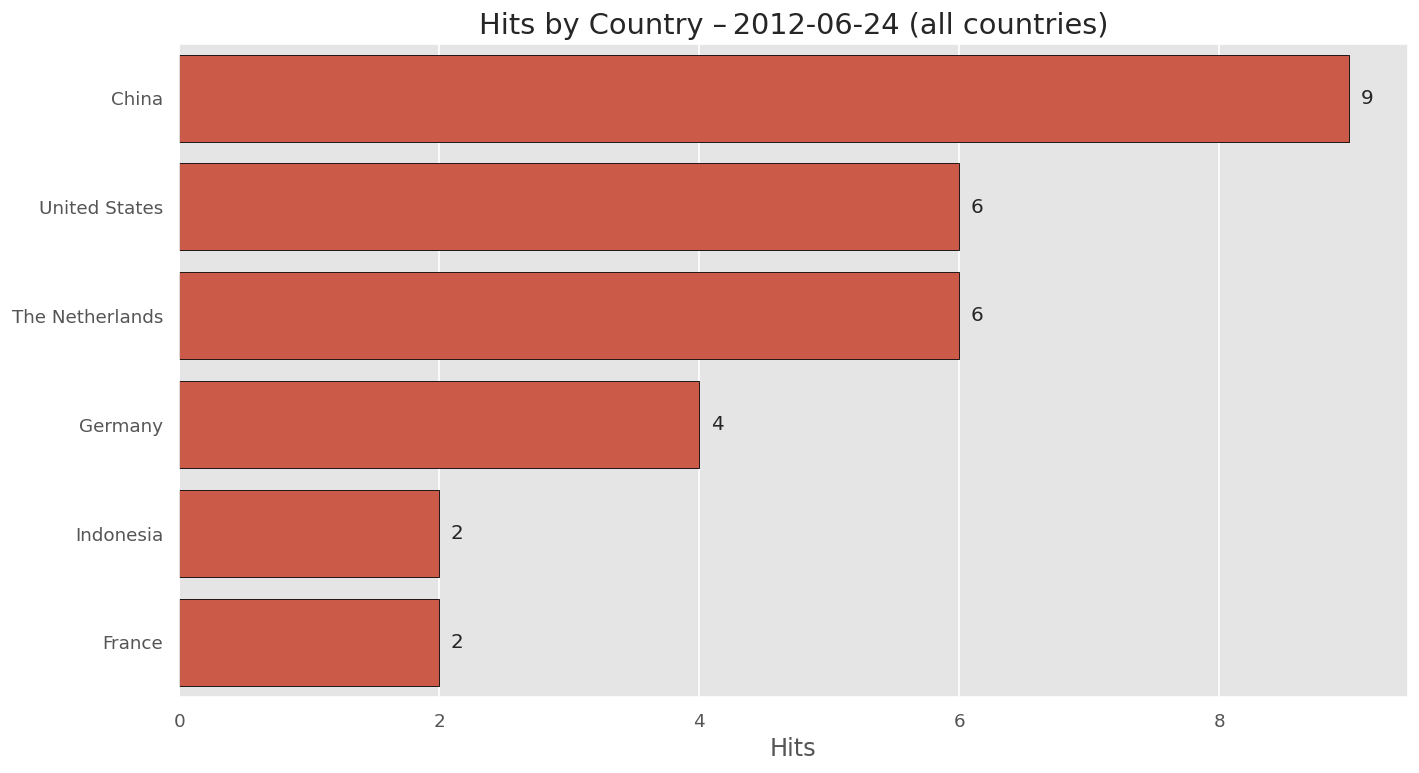 Hits by Country – 2012-06-24 (all countries)
China
9
United States
6
The Netherlands
6
Germany
4
Indonesia
2
France
2
0 2 4 6 8
Hits